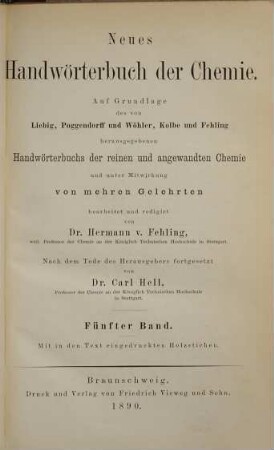 Neues
Handwörterbuch der Chemie.
Auf Grundlage
des von
Liebig, Poggendorff und Wöhler, Kolbe und Fehling
herausgegebenen
Handwörterbuchs der reinen und angewandten Chemie
und unter Mitwirkung
von mehren Gelehrten
bearbeitet und redigirt
von
Dr. Hermann v. Fehling,
weil. Professor der Chemie an der Königlich Technischen Hochschule in Stuttgart.
Nach dem Tode des Herausgebers fortgesetzt
von
Dr. Carl Hell,
Professor der Chemie an der Königlich Technischen Hochschule
in Stuttgart.
Fünfter Band.
Mit in den Text eingedruckten Holzstichen.
Braunschweig,
Druck und Verlag von Friedrich Vieweg und Sohn.
1890.